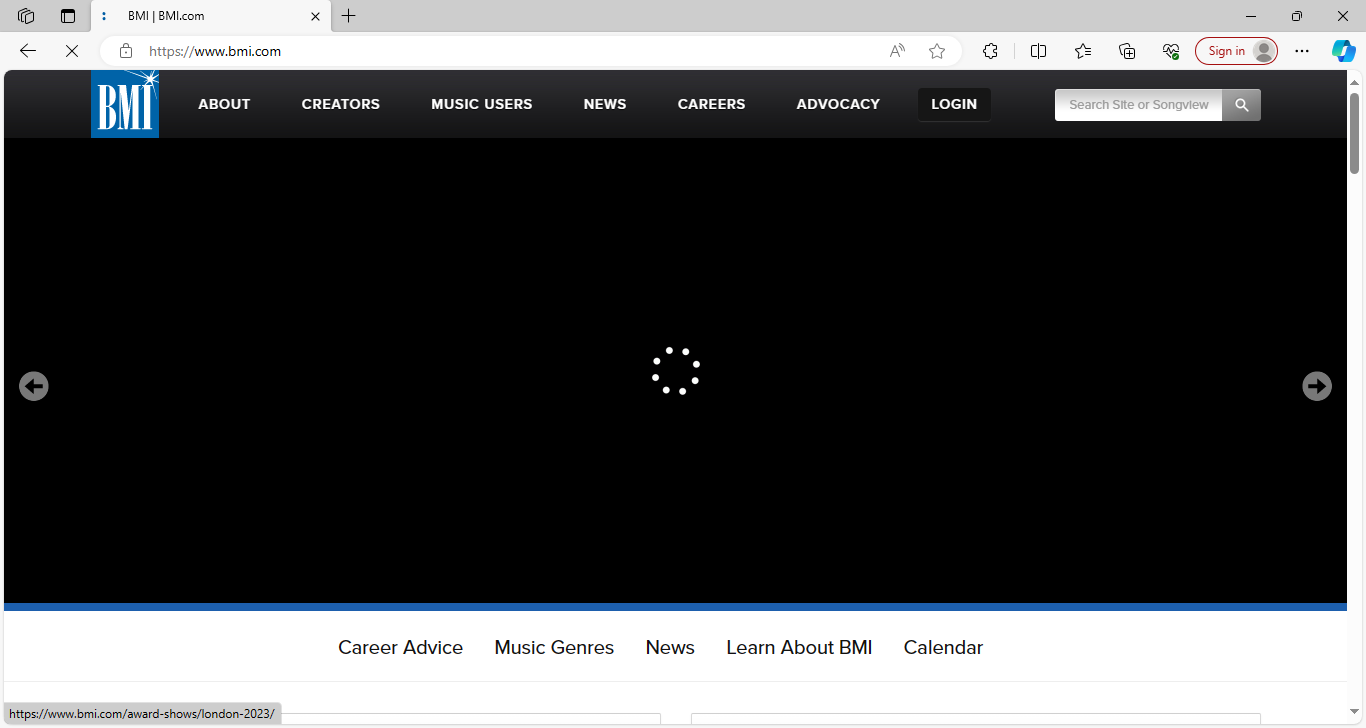 BMI | BMI.com
https://www.bmi.com
Sign in
BMI
ABOUT
CREATORS
MUSIC USERS
NEWS
CAREERS
ADVOCACY
LOGIN
Search Site or Songview
Career Advice
Music Genres
News
Learn About BMI
Calendar
https://www.bmi.com/award-shows/london-2023/